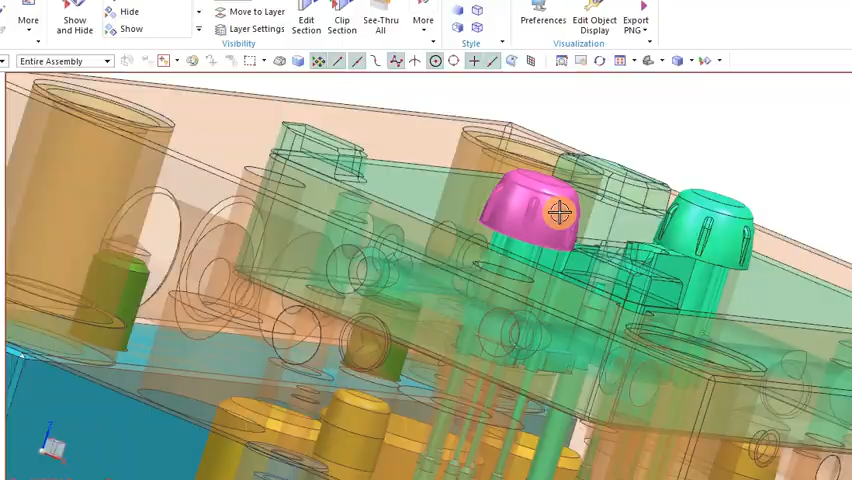 More
Show
and Hide
Hide
Show
Move to Layer
Layer Settings
Edit
Section
Clip
Section
See-Thru
All
More
Visibility
Style
Preferences
Edit Object
Display
Export
PNG
Visualization
Entire Assembly
Z